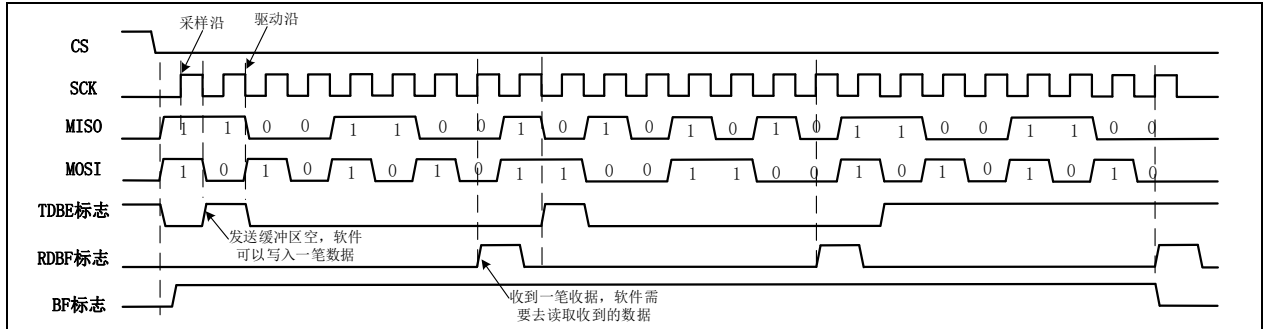 采样沿 驱动沿
CS
SCK
MISO 1 1 0 0 1 1 0 0 1 0 1 0 1 0 1 0 1 1 0 0 1 1 0 0
MOSI 1 0 1 0 1 0 1 0 1 1 0 0 1 1 0 0 1 0 1 0 1 0 1 0
TDBE标志
发送缓冲区空，软件
可以写入一笔数据
RDBF标志
收到一笔收据，软件需
要去读取收到的数据
BF标志